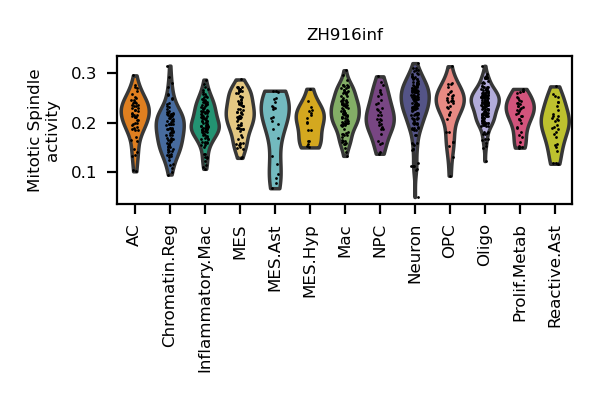 ZH916inf
Mitotic Spindle
activity
0.3
0.2
0.1
AC
Chromatin.Reg
Inflammatory.Mac
MES
MES.Ast
MES.Hyp
Mac
NPC
Neuron
OPC
Oligo
Prolif.Metab
Reactive.Ast